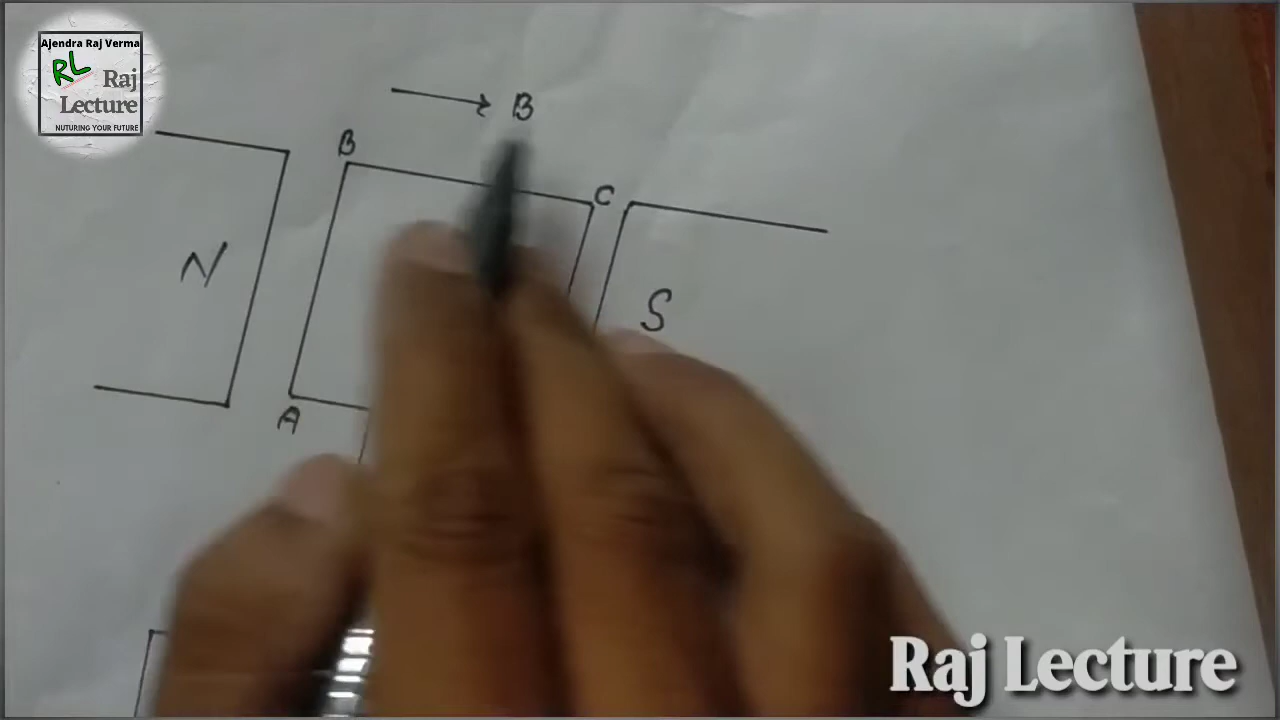 Ajendra Raj Verma
RL
Raj
Lecture
NUTURING YOUR FUTURE
B
B
C
N
S
A
Raj Lecture